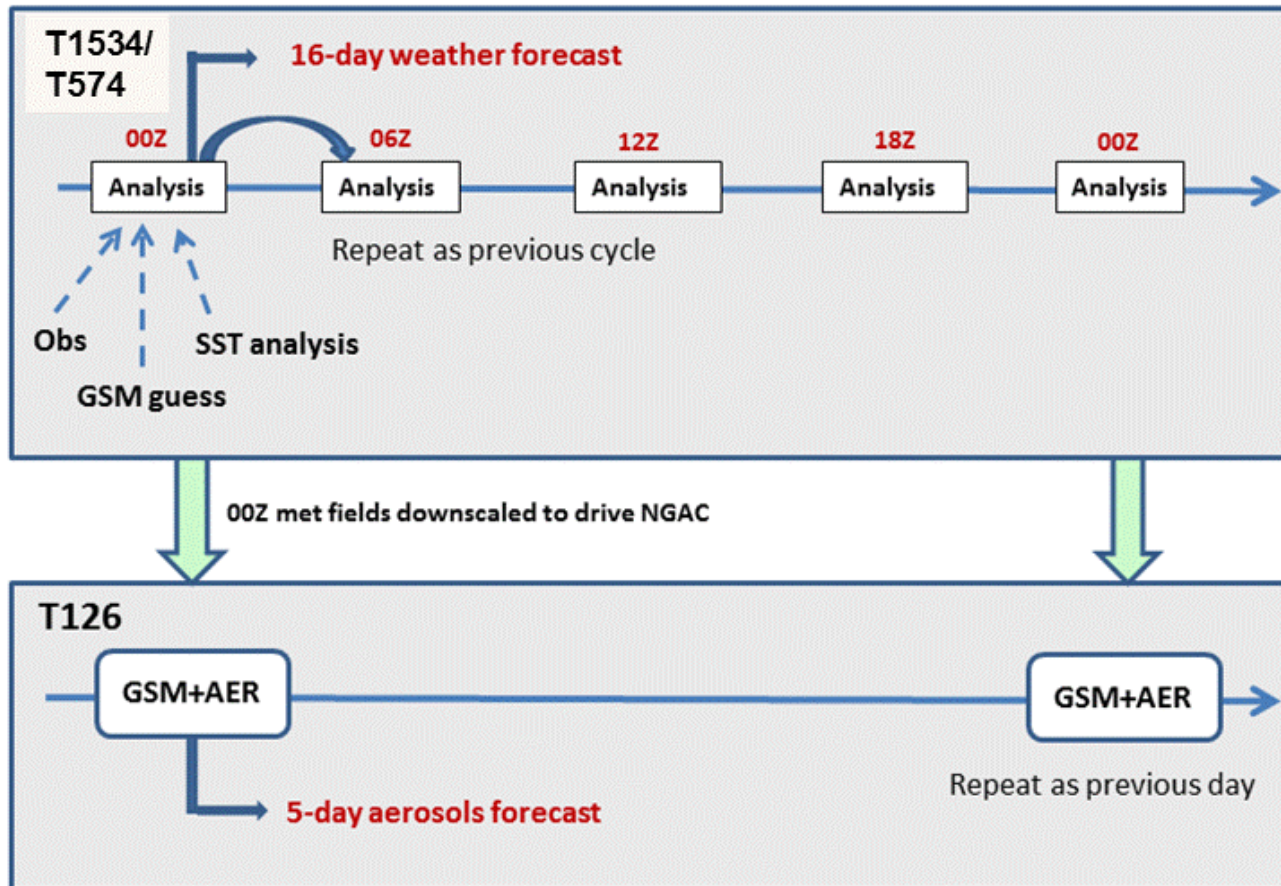 T1534/
T574
16-day weather forecast
00Z 06Z 12Z 18Z 00Z
Analysis Analysis Analysis Analysis Analysis
Repeat as previous cycle
Obs SST analysis
GSM guess
00Z met fields downscaled to drive NGAC
T126
GSM+AER GSM+AER
Repeat as previous day
5-day aerosols forecast